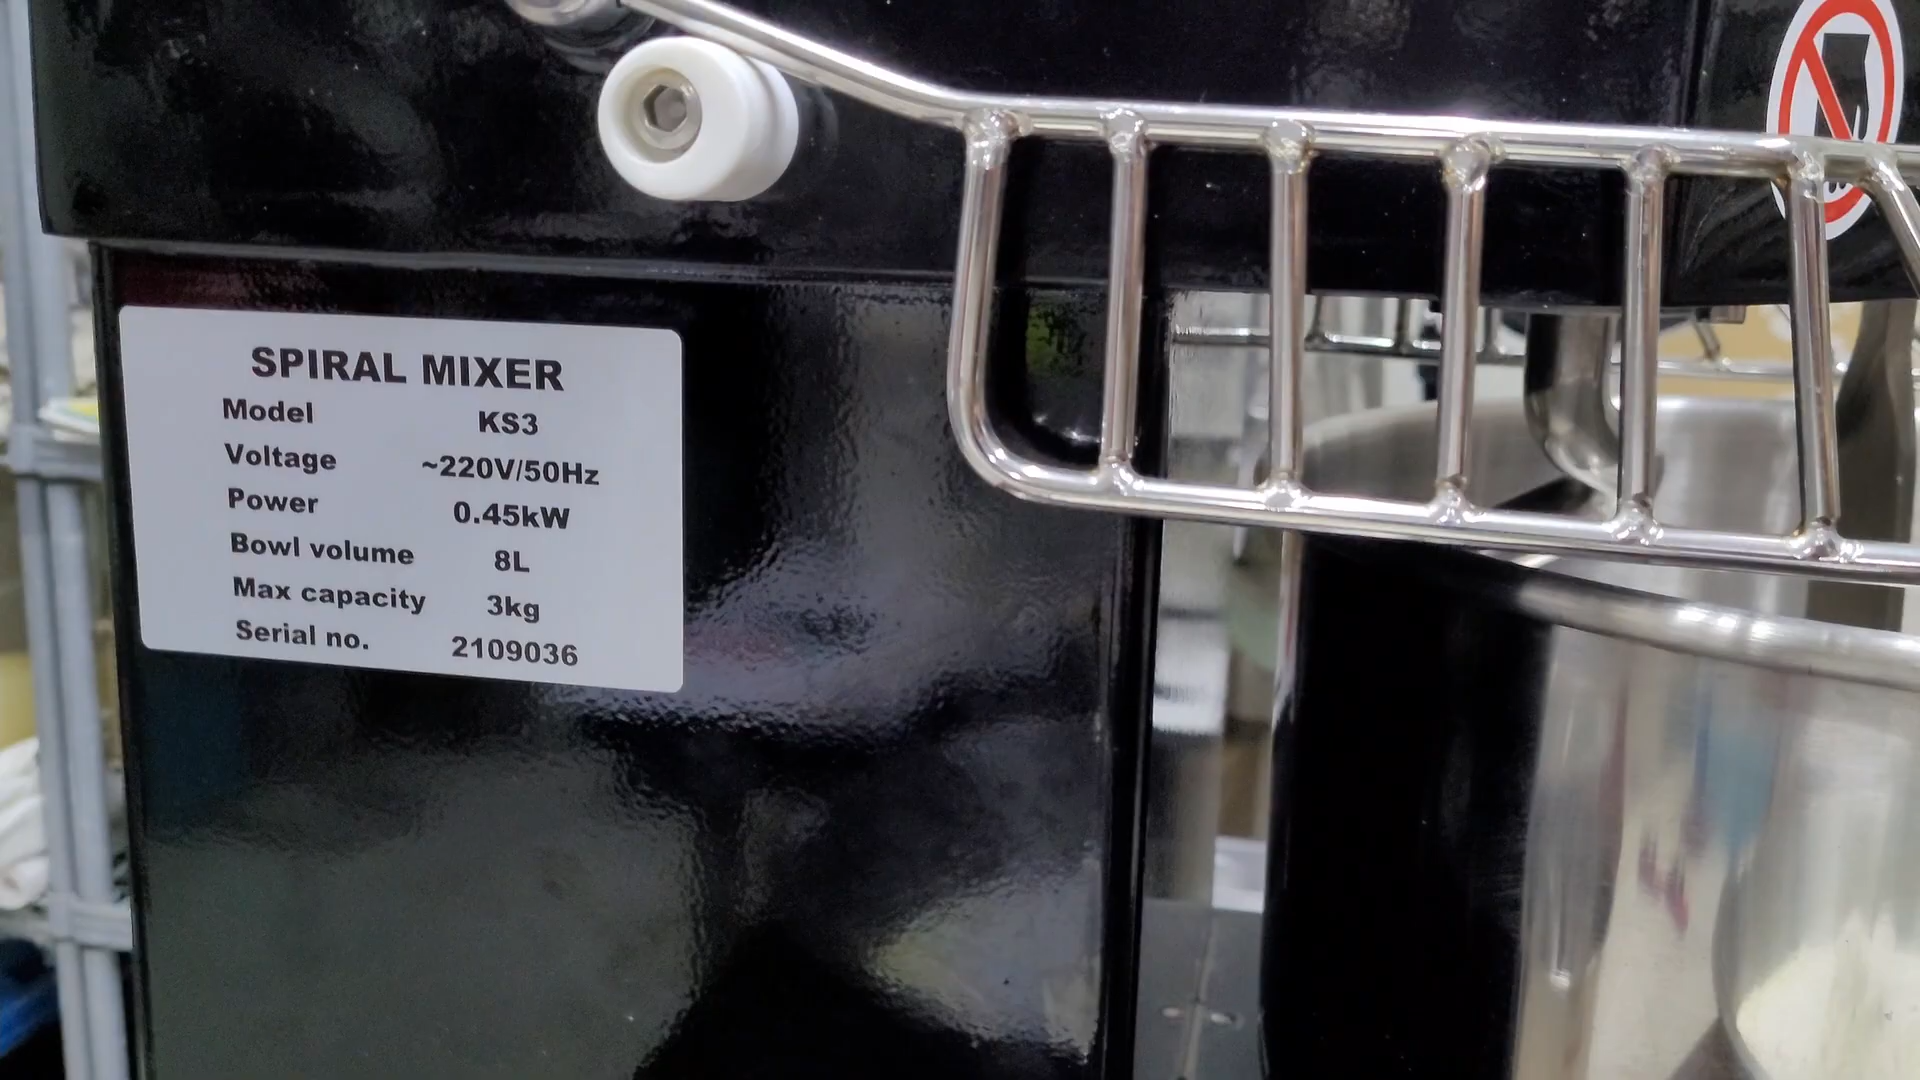 SPIRAL MIXER
Model KS3
Voltage ~220V/50Hz
Power 0.45kW
Bowl volume 8L
Max capacity 3kg
Serial no. 2109036